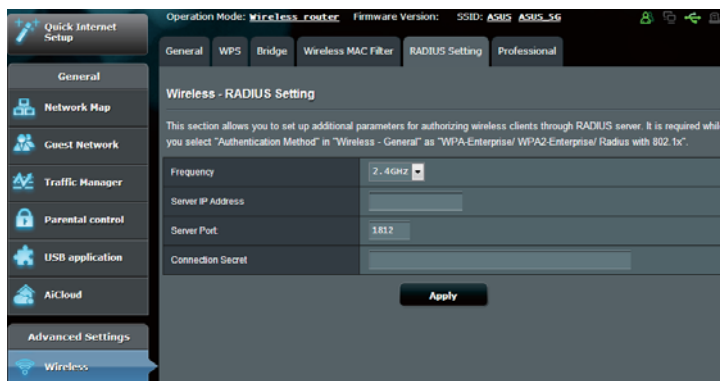 Quick Internet
Setup
Operation Mode: Wireless router Firmware Version: SSID: ASUS ASUS_5G
General WPS Bridge Wireless MAC Filter RADIUS Setting Professional
General
Network Map
Guest Network
Traffic Manager
Parental control
USB application
AiCloud
Advanced Settings
Wireless
Wireless - RADIUS Setting
This section allows you to set up additional parameters for authorizing wireless clients through RADIUS server. It is required whil
you select "Authentication Method" in "Wireless - General" as "WPA-Enterprise/ WPA2-Enterprise/ Radius with 802.1x".
Frequency 2.4GHZ
Server IP Address
Server Port: 1812
Connection Secret
Apply